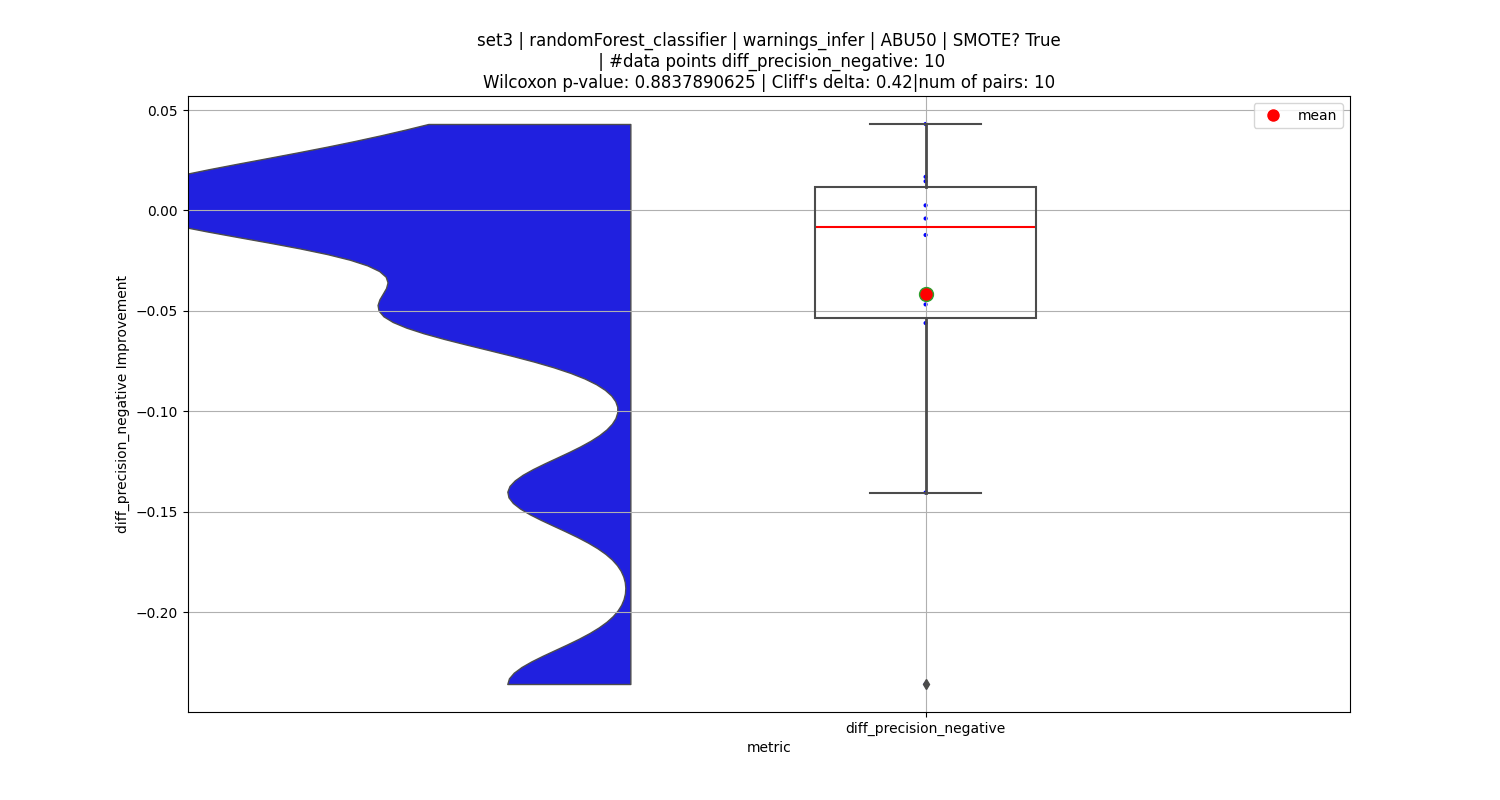 set3 | randomForest_classifier | warnings_infer | ABU50 | SMOTE? True
| #data points diff_precision_negative: 10
Wilcoxon p-value: 0.8837890625 | Cliff's delta: 0.42|num of pairs: 10
mean
0.05
0.00
−0.05
−0.10
−0.15
−0.20
diff_precision_negative Improvement
diff_precision_negative
metric